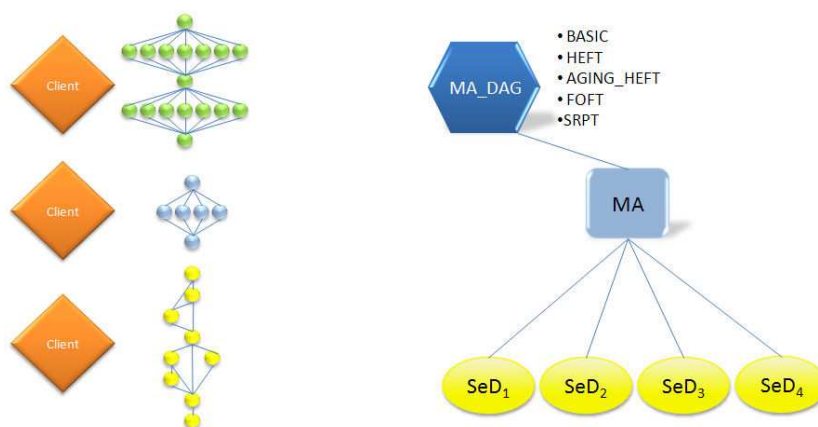 Client
Client
Client
MA_DAG
•BASIC
•HEFT
•AGING_HEFT
•FOFT
•SRPT
MA
SeD₁ SeD₂ SeD₃ SeD₄